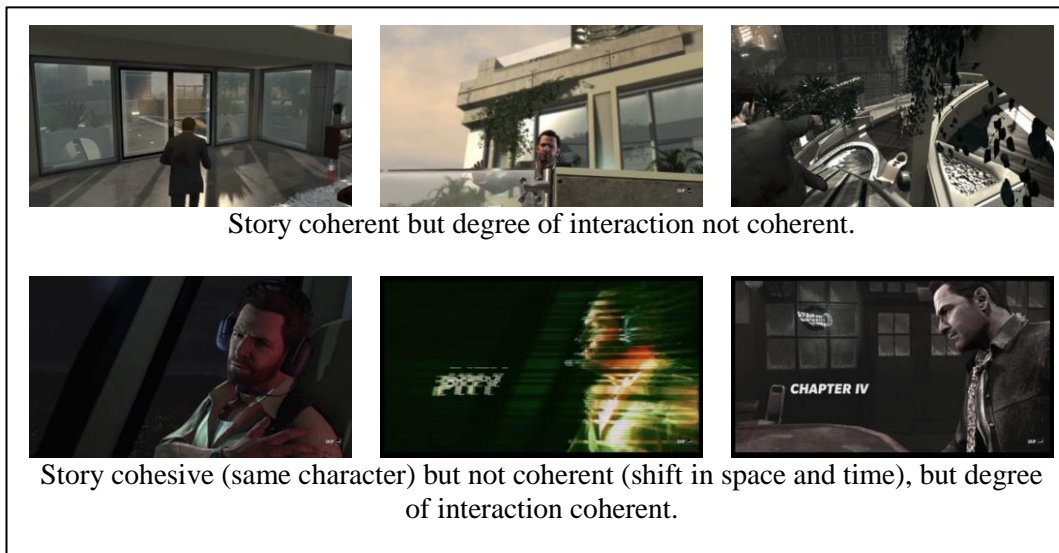 Story coherent but degree of interaction not coherent.
PITY
CHAPTER IV
Story cohesive (same character) but not coherent (shift in space and time), but degree
of interaction coherent.